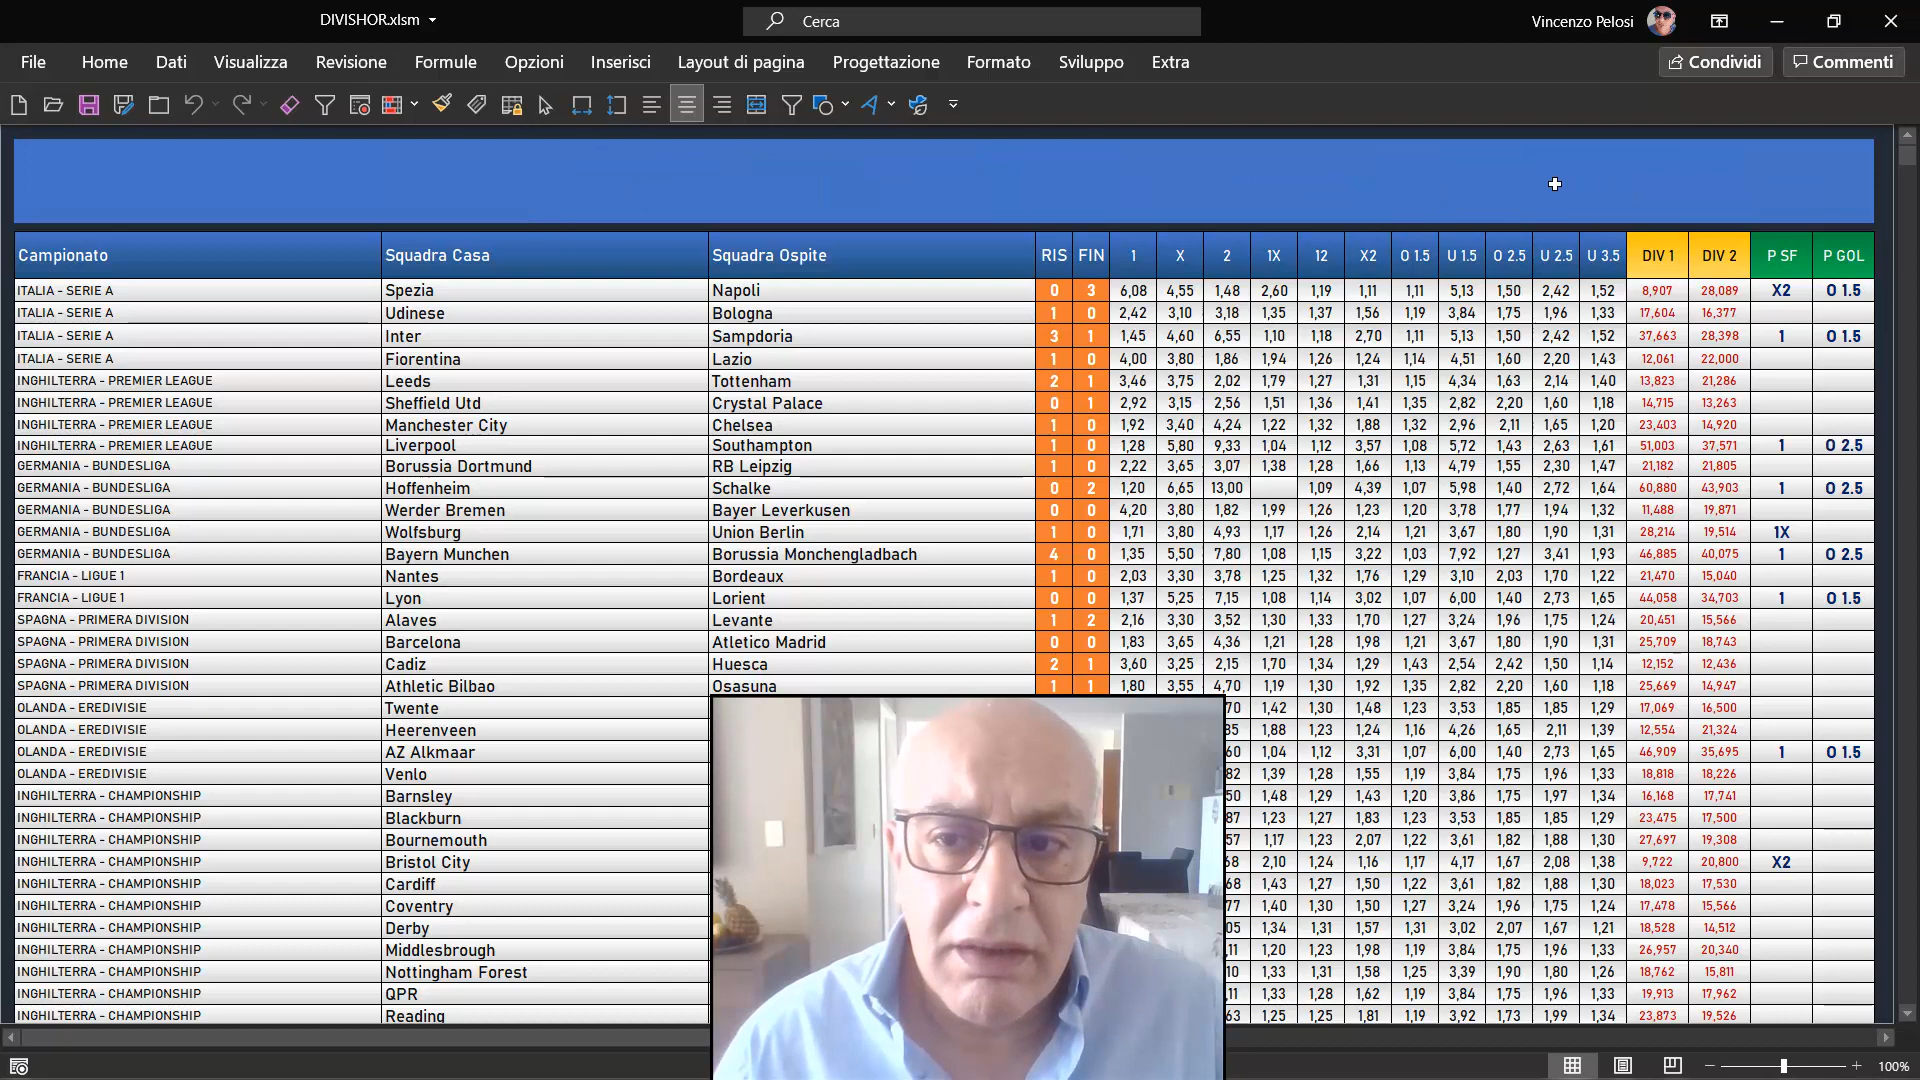 DIVISHOR.xlsm
Cerca
Vincenzo Pelosi
File Home Dati Visualizza Revisione Formule Opzioni Inserisci Layout di pagina Progettazione Formato Sviluppo Extra Condividi Commenti
Campionato Squadra Casa Squadra Ospite RIS FIN 1 X 2 1X 12 X2 O 1.5 U 1.5 O 2.5 U 2.5 U 3.5 DIV 1 DIV 2 P SF P GOL
ITALIA - SERIE A Spezia Napoli 0 3 6,08 4,55 1,48 2,60 1,19 1,11 1,11 5,13 1,50 2,42 1,52 8,907 28,089 X2 O 1.5
ITALIA - SERIE A Udinese Bologna 1 0 2,42 3,10 3,18 1,35 1,37 1,56 1,19 3,84 1,75 1,96 1,33 17,604 16,377
ITALIA - SERIE A Inter Sampdoria 3 1 1,45 4,60 6,55 1,10 1,18 2,70 1,11 5,13 1,50 2,42 1,52 37,663 28,398 1 O 1.5
ITALIA - SERIE A Fiorentina Lazio 1 0 4,00 3,80 1,86 1,94 1,26 1,24 1,14 4,51 1,60 2,20 1,43 12,061 22,000
INGHILTERRA - PREMIER LEAGUE Leeds Tottenham 2 1 3,46 3,75 2,02 1,79 1,27 1,31 1,15 4,34 1,63 2,14 1,40 13,823 21,286
INGHILTERRA - PREMIER LEAGUE Sheffield Utd Crystal Palace 0 1 2,92 3,15 2,56 1,51 1,36 1,41 1,35 2,82 2,20 1,60 1,18 14,715 13,263
INGHILTERRA - PREMIER LEAGUE Manchester City Chelsea 1 0 1,92 3,40 4,24 1,22 1,32 1,88 1,32 2,96 2,11 1,65 1,20 23,403 14,920
INGHILTERRA - PREMIER LEAGUE Liverpool Southampton 1 0 1,28 5,80 9,33 1,04 1,12 3,57 1,08 5,72 1,43 2,63 1,61 51,003 37,571 1 O 2.5
GERMANIA - BUNDESLIGA Borussia Dortmund RB Leipzig 1 0 2,22 3,65 3,07 1,38 1,28 1,66 1,13 4,79 1,55 2,30 1,47 21,182 21,805
GERMANIA - BUNDESLIGA Hoffenheim Schalke 0 2 1,20 6,65 13,00 1,09 4,39 1,07 5,98 1,40 2,72 1,64 60,880 43,903 1 O 2.5
GERMANIA - BUNDESLIGA Werder Bremen Bayer Leverkusen 0 0 4,20 3,80 1,82 1,99 1,26 1,23 1,20 3,78 1,77 1,94 1,32 11,488 19,871
GERMANIA - BUNDESLIGA Wolfsburg Union Berlin 1 0 1,71 3,80 4,93 1,17 1,26 2,14 1,21 3,67 1,80 1,90 1,31 28,214 19,514 1X
GERMANIA - BUNDESLIGA Bayern Munchen Borussia Monchengladbach 4 0 1,35 5,50 7,80 1,08 1,15 3,22 1,03 7,92 1,27 3,41 1,93 46,885 40,075 1 O 2.5
FRANCIA - LIGUE 1 Nantes Bordeaux 1 0 2,03 3,30 3,78 1,25 1,32 1,76 1,29 3,10 2,03 1,70 1,22 21,470 15,040
FRANCIA - LIGUE 1 Lyon Lorient 0 0 1,37 5,25 7,15 1,08 1,14 3,02 1,07 6,00 1,40 2,73 1,65 44,058 34,703 1 O 1.5
SPAGNA - PRIMERA DIVISION Alaves Levante 1 2 2,16 3,30 3,52 1,30 1,33 1,70 1,27 3,24 1,96 1,75 1,24 20,451 15,566
SPAGNA - PRIMERA DIVISION Barcelona Atletico Madrid 0 0 1,83 3,65 4,36 1,21 1,28 1,98 1,21 3,67 1,80 1,90 1,31 25,709 18,743
SPAGNA - PRIMERA DIVISION Cadiz Huesca 2 1 3,60 3,25 2,15 1,70 1,34 1,29 1,43 2,54 2,42 1,50 1,14 12,152 12,436
SPAGNA - PRIMERA DIVISION Athletic Bilbao Osasuna 1 1 1,80 3,55 4,70 1,19 1,30 1,92 1,35 2,82 2,20 1,60 1,18 25,669 14,947
OLANDA - EREDIVISIE Twente 70 1,42 1,30 1,48 1,23 3,53 1,85 1,85 1,29 17,069 16,500
OLANDA - EREDIVISIE Heerenveen 85 1,88 1,23 1,24 1,16 4,26 1,65 2,11 1,39 12,554 21,324
OLANDA - EREDIVISIE AZ Alkmaar 60 1,04 1,12 3,31 1,07 6,00 1,40 2,73 1,65 46,909 35,695 1 O 1.5
OLANDA - EREDIVISIE Venlo 82 1,39 1,28 1,55 1,19 3,84 1,75 1,96 1,33 18,818 18,226
INGHILTERRA - CHAMPIONSHIP Barnsley 50 1,48 1,29 1,43 1,20 3,86 1,75 1,97 1,34 16,168 17,741
INGHILTERRA - CHAMPIONSHIP Blackburn 87 1,23 1,27 1,83 1,23 3,53 1,85 1,85 1,29 23,475 17,500
INGHILTERRA - CHAMPIONSHIP Bournemouth 57 1,17 1,23 2,07 1,22 3,61 1,82 1,88 1,30 27,697 19,308
INGHILTERRA - CHAMPIONSHIP Bristol City 68 2,10 1,24 1,16 1,17 4,17 1,67 2,08 1,38 9,722 20,800 X2
INGHILTERRA - CHAMPIONSHIP Cardiff 68 1,43 1,27 1,50 1,22 3,61 1,82 1,88 1,30 18,023 17,530
INGHILTERRA - CHAMPIONSHIP Coventry 77 1,40 1,30 1,50 1,27 3,24 1,96 1,75 1,24 17,478 15,566
INGHILTERRA - CHAMPIONSHIP Derby 05 1,34 1,31 1,57 1,31 3,02 2,07 1,67 1,21 18,528 14,512
INGHILTERRA - CHAMPIONSHIP Middlesbrough 11 1,20 1,23 1,98 1,19 3,84 1,75 1,96 1,33 26,957 20,340
INGHILTERRA - CHAMPIONSHIP Nottingham Forest 10 1,33 1,31 1,58 1,25 3,39 1,90 1,80 1,26 18,762 15,811
INGHILTERRA - CHAMPIONSHIP QPR 11 1,33 1,28 1,62 1,19 3,84 1,75 1,96 1,33 19,913 17,962
INGHILTERRA - CHAMPIONSHIP Reading 63 1,25 1,25 1,81 1,19 3,92 1,73 1,99 1,34 23,873 19,526
100%